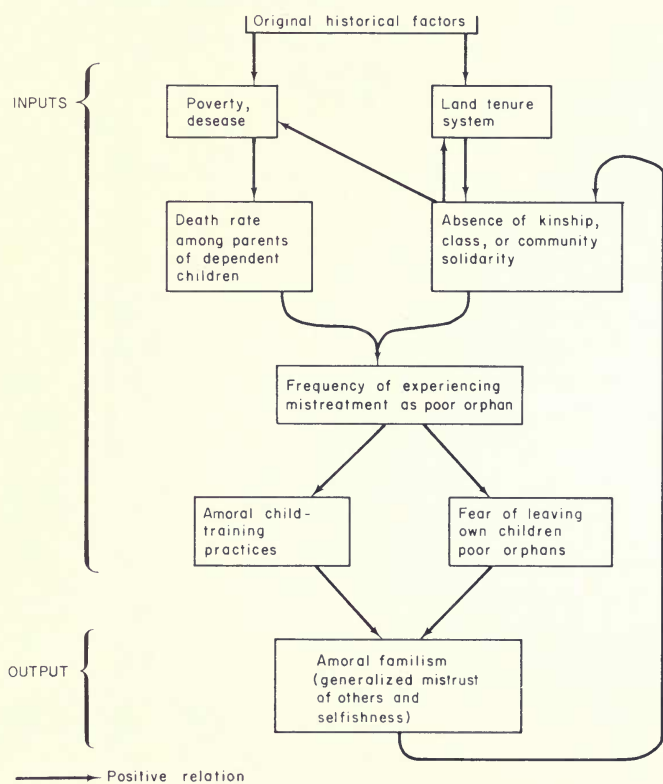 Original historical factors
INPUTS
Poverty,
desease
Land tenure
system
Death rate
among parents
of dependent
children
Absence of kinship,
class, or community
solidarity
Frequency of experiencing
mistreatment as poor orphan
Amoral child-
training
practices
Fear of leaving
own children
poor orphans
OUTPUT
Amoral familism
(generalized mistrust
of others and
selfishness)
Positive relation